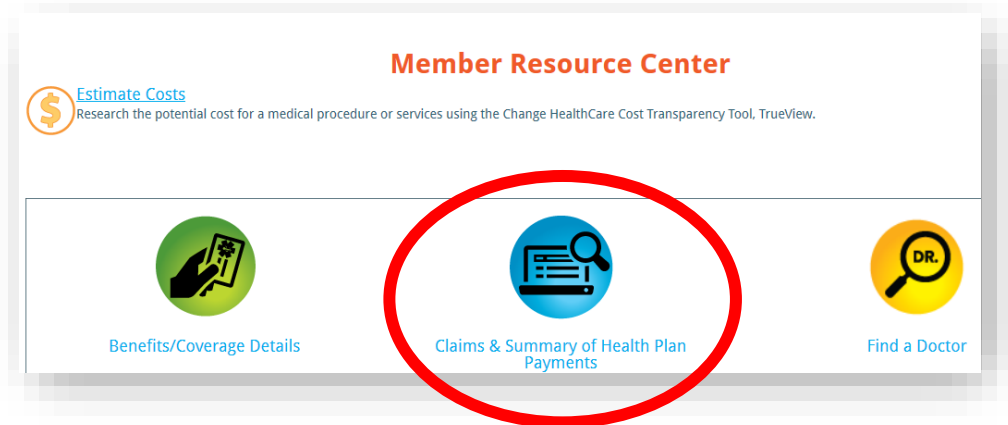 Member Resource Center
Estimate Costs
Research the potential cost for a medical procedure or services using the Change HealthCare Cost Transparency Tool, TrueView.
DR.
Benefits/Coverage Details
Claims & Summary of Health Plan
Payments
Find a Doctor